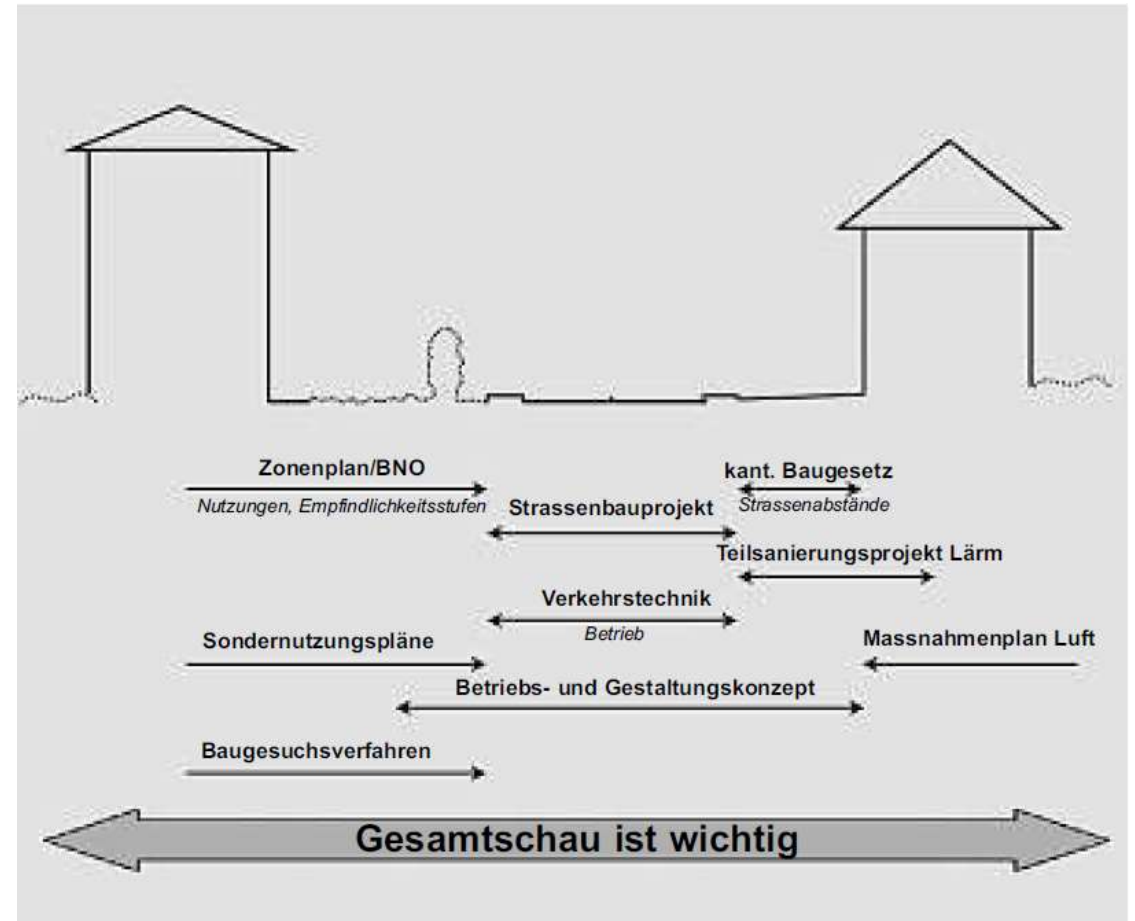 Zonenplan/BNO
kant. Baugesetz
Nutzungen, Empfindlichkeitsstufen
Strassenabstände
Strassenbauprojekt
Teilsanierungsprojekt Lärm
Verkehrstechnik
Betrieb
Sondernutzungspläne
Massnahmenplan Luft
Betriebs- und Gestaltungskonzept
Baugesuchsverfahren
Gesamtschau ist wichtig